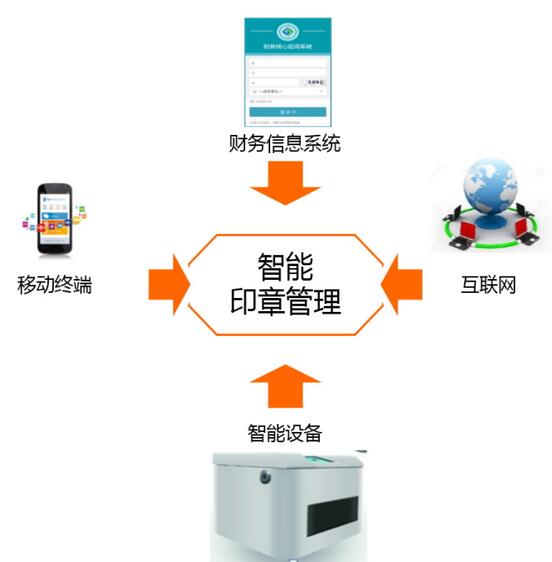 财务核心应用系统
财务信息系统
移动终端
智能
印章管理
互联网
智能设备